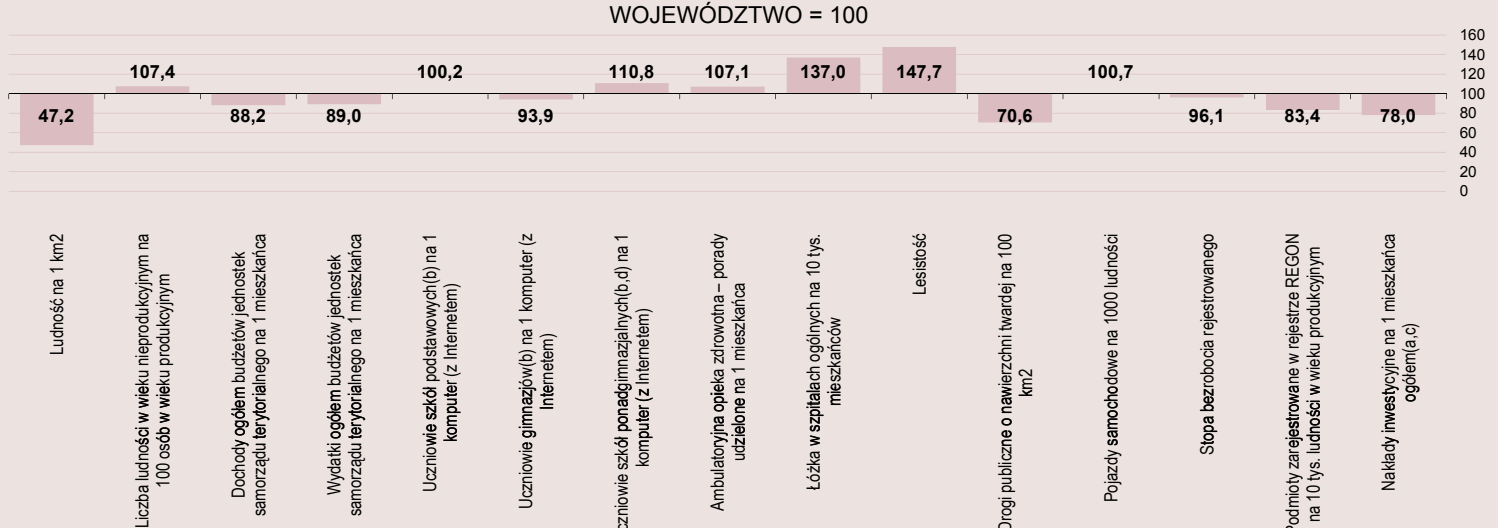 WOJEWÓDZTWO = 100
160
140
120
100
80
60
40
20
0
47,2
107,4
88,2
89,0
100,2
93,9
110,8
107,1
137,0
147,7
70,6
100,7
96,1
83,4
78,0
Ludność na 1 km2
Liczba ludności w wieku nieprodukcyjnym na
100 osób w wieku produkcyjnym
Dochody ogółem budżetów jednostek
samorządu terytorialnego na 1 mieszkańca
Wydatki ogółem budżetów jednostek
samorządu terytorialnego na 1 mieszkańca
Uczniowie szkół podstawowych(b) na 1
komputer (z Internetem)
Uczniowie gimnazjów(b) na 1 komputer (z
Internetem)
czniowie szkół ponadgimnazjalnych(b,d) na 1
komputer (z Internetem)
Ambulatoryjna opieka zdrowotna – porady
udzielone na 1 mieszkańca
Łóżka w szpitalach ogólnych na 10 tys.
mieszkańców
Lesistość
Drogi publiczne o nawierzchni twardej na 100
km2
Pojazdy samochodowe na 1000 ludności
Stopa bezrobocia rejestrowanego
Podmioty zarejestrowane w rejestrze REGON
na 10 tys. ludności w wieku produkcyjnym
Nakłady inwestycyjne na 1 mieszkańca
ogółem(a,c)